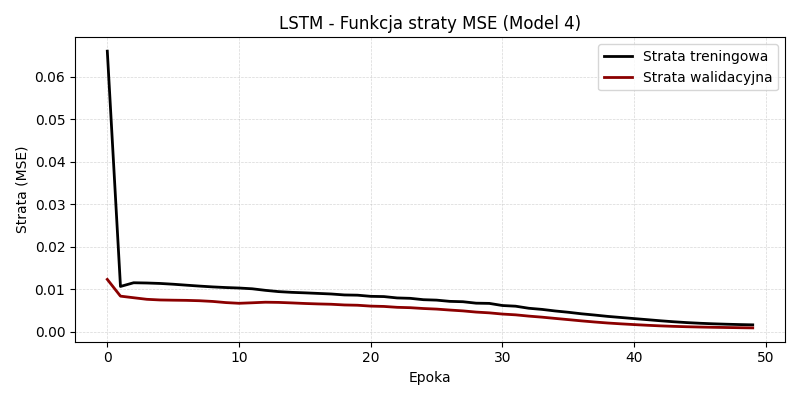 LSTM - Funkcja straty MSE (Model 4)
Strata treningowa
Strata walidacyjna
Strata (MSE)
0.06
0.05
0.04
0.03
0.02
0.01
0.00
0 10 20 30 40 50
Epoka